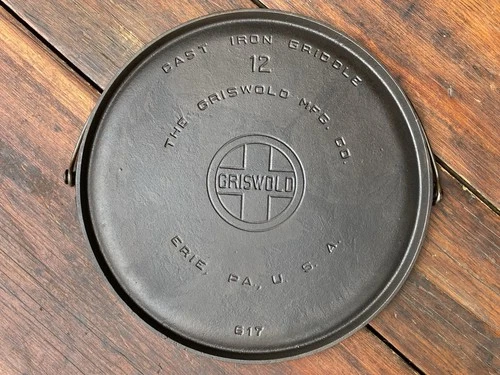 CAST IRON GRIDDLE
12
THE GRISWOLD MFG. CO.
GRISWOLD
ERIE, PA., U. S. A.
617